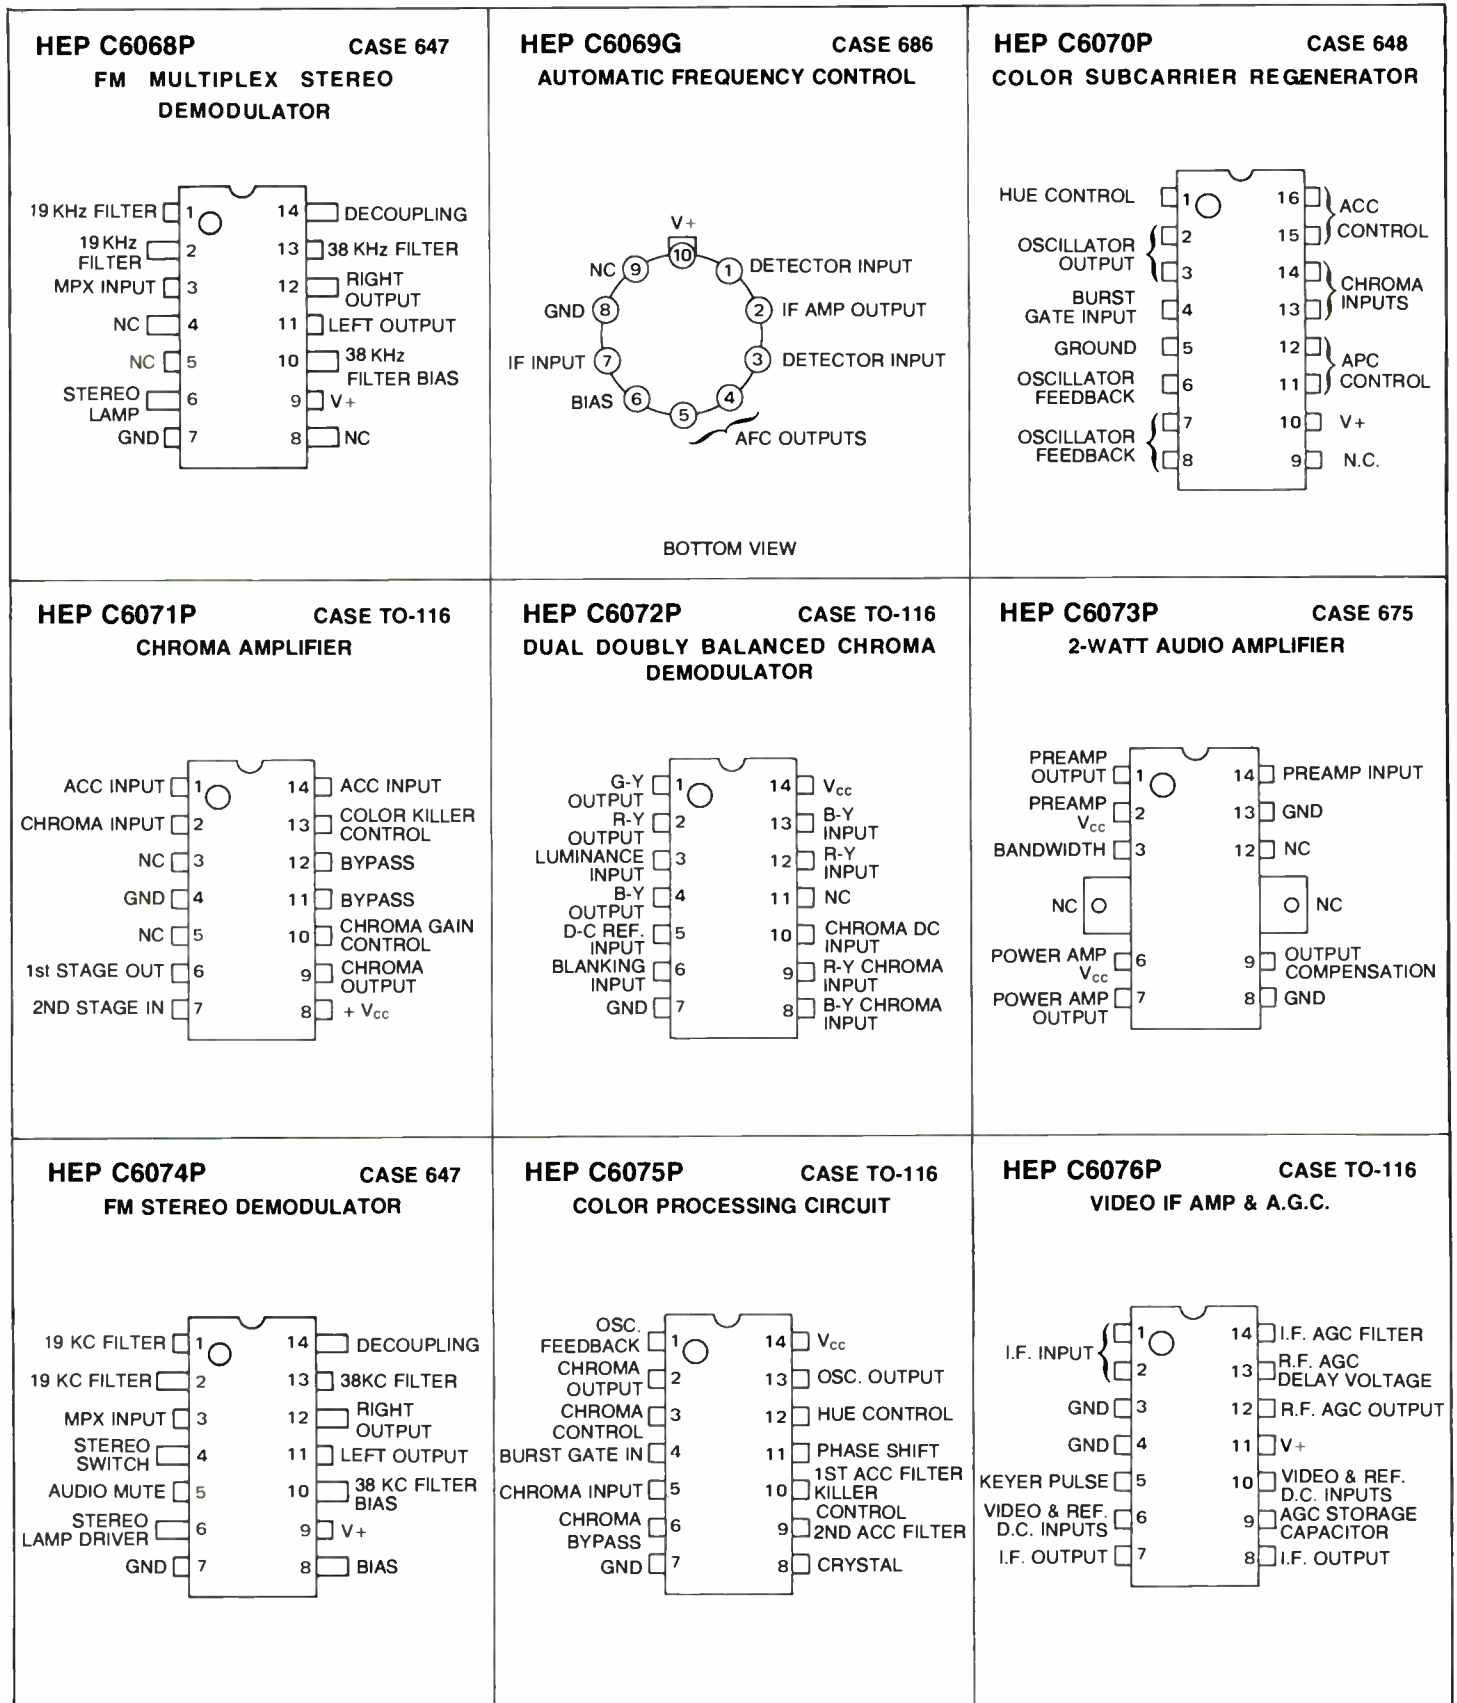 HEP C6068P CASE 647
FM MULTIPLEX STEREO
DEMODULATOR
19 KHz FILTER 1 14 DECOUPLING
19 KHz
FILTER 2 13 38 KHz FILTER
MPX INPUT 3 12 RIGHT
OUTPUT
NC 4 11 LEFT OUTPUT
NC 5 10 38 KHz
FILTER BIAS
STEREO
LAMP 6 9 V+
GND 7 8 NC
HEP C6069G CASE 686
AUTOMATIC FREQUENCY CONTROL
V+
10
NC 9 1 DETECTOR INPUT
GND 8 2 IF AMP OUTPUT
IF INPUT 7 3 DETECTOR INPUT
BIAS 6 4
5 AFC OUTPUTS
BOTTOM VIEW
HEP C6070P CASE 648
COLOR SUBCARRIER REGENERATOR
HUE CONTROL 1 16 ACC
CONTROL
OSCILLATOR
OUTPUT 2 15
3 14 CHROMA
INPUTS
BURST
GATE INPUT 4 13
GROUND 5 12 APC
CONTROL
OSCILLATOR
FEEDBACK 6 11
OSCILLATOR
FEEDBACK 7 10 V+
8 9 N.C.
HEP C6071P CASE TO-116
CHROMA AMPLIFIER
ACC INPUT 1 14 ACC INPUT
CHROMA INPUT 2 13 COLOR KILLER
CONTROL
NC 3 12 BYPASS
GND 4 11 BYPASS
NC 5 10 CHROMA GAIN
CONTROL
1st STAGE OUT 6 9 CHROMA
OUTPUT
2ND STAGE IN 7 8 + Vcc
HEP C6072P CASE TO-116
DUAL DOUBLY BALANCED CHROMA
DEMODULATOR
G-Y
OUTPUT 1 14 Vcc
R-Y
OUTPUT 2 13 B-Y
INPUT
LUMINANCE
INPUT 3 12 R-Y
INPUT
B-Y
OUTPUT 4 11 NC
D-C REF.
INPUT 5 10 CHROMA DC
INPUT
BLANKING
INPUT 6 9 R-Y CHROMA
INPUT
GND 7 8 B-Y CHROMA
INPUT
HEP C6073P CASE 675
2-WATT AUDIO AMPLIFIER
PREAMP
OUTPUT 1 14 PREAMP INPUT
PREAMP
Vcc 2 13 GND
BANDWIDTH 3 12 NC
NC NC
POWER AMP
Vcc 6 9 OUTPUT
COMPENSATION
POWER AMP
OUTPUT 7 8 GND
HEP C6074P CASE 647
FM STEREO DEMODULATOR
19 KC FILTER 1 14 DECOUPLING
19 KC FILTER 2 13 38KC FILTER
MPX INPUT 3 12 RIGHT
OUTPUT
STEREO
SWITCH 4 11 LEFT OUTPUT
AUDIO MUTE 5 10 38 KC FILTER
BIAS
STEREO
LAMP DRIVER 6 9 V+
GND 7 8 BIAS
HEP C6075P CASE TO-116
COLOR PROCESSING CIRCUIT
OSC.
FEEDBACK 1 14 Vcc
CHROMA
OUTPUT 2 13 OSC. OUTPUT
CHROMA
CONTROL 3 12 HUE CONTROL
BURST GATE IN 4 11 PHASE SHIFT
CHROMA INPUT 5 10 1ST ACC FILTER
KILLER
CONTROL
CHROMA
BYPASS 6 9 2ND ACC FILTER
GND 7 8 CRYSTAL
HEP C6076P CASE TO-116
VIDEO IF AMP & A.G.C.
I.F. INPUT 1 14 I.F. AGC FILTER
2 13 R.F. AGC
DELAY VOLTAGE
GND 3 12 R.F. AGC OUTPUT
GND 4 11 V+
KEYER PULSE 5 10 VIDEO & REF.
D.C. INPUTS
VIDEO & REF.
D.C. INPUTS 6 9 AGC STORAGE
CAPACITOR
I.F. OUTPUT 7 8 I.F. OUTPUT